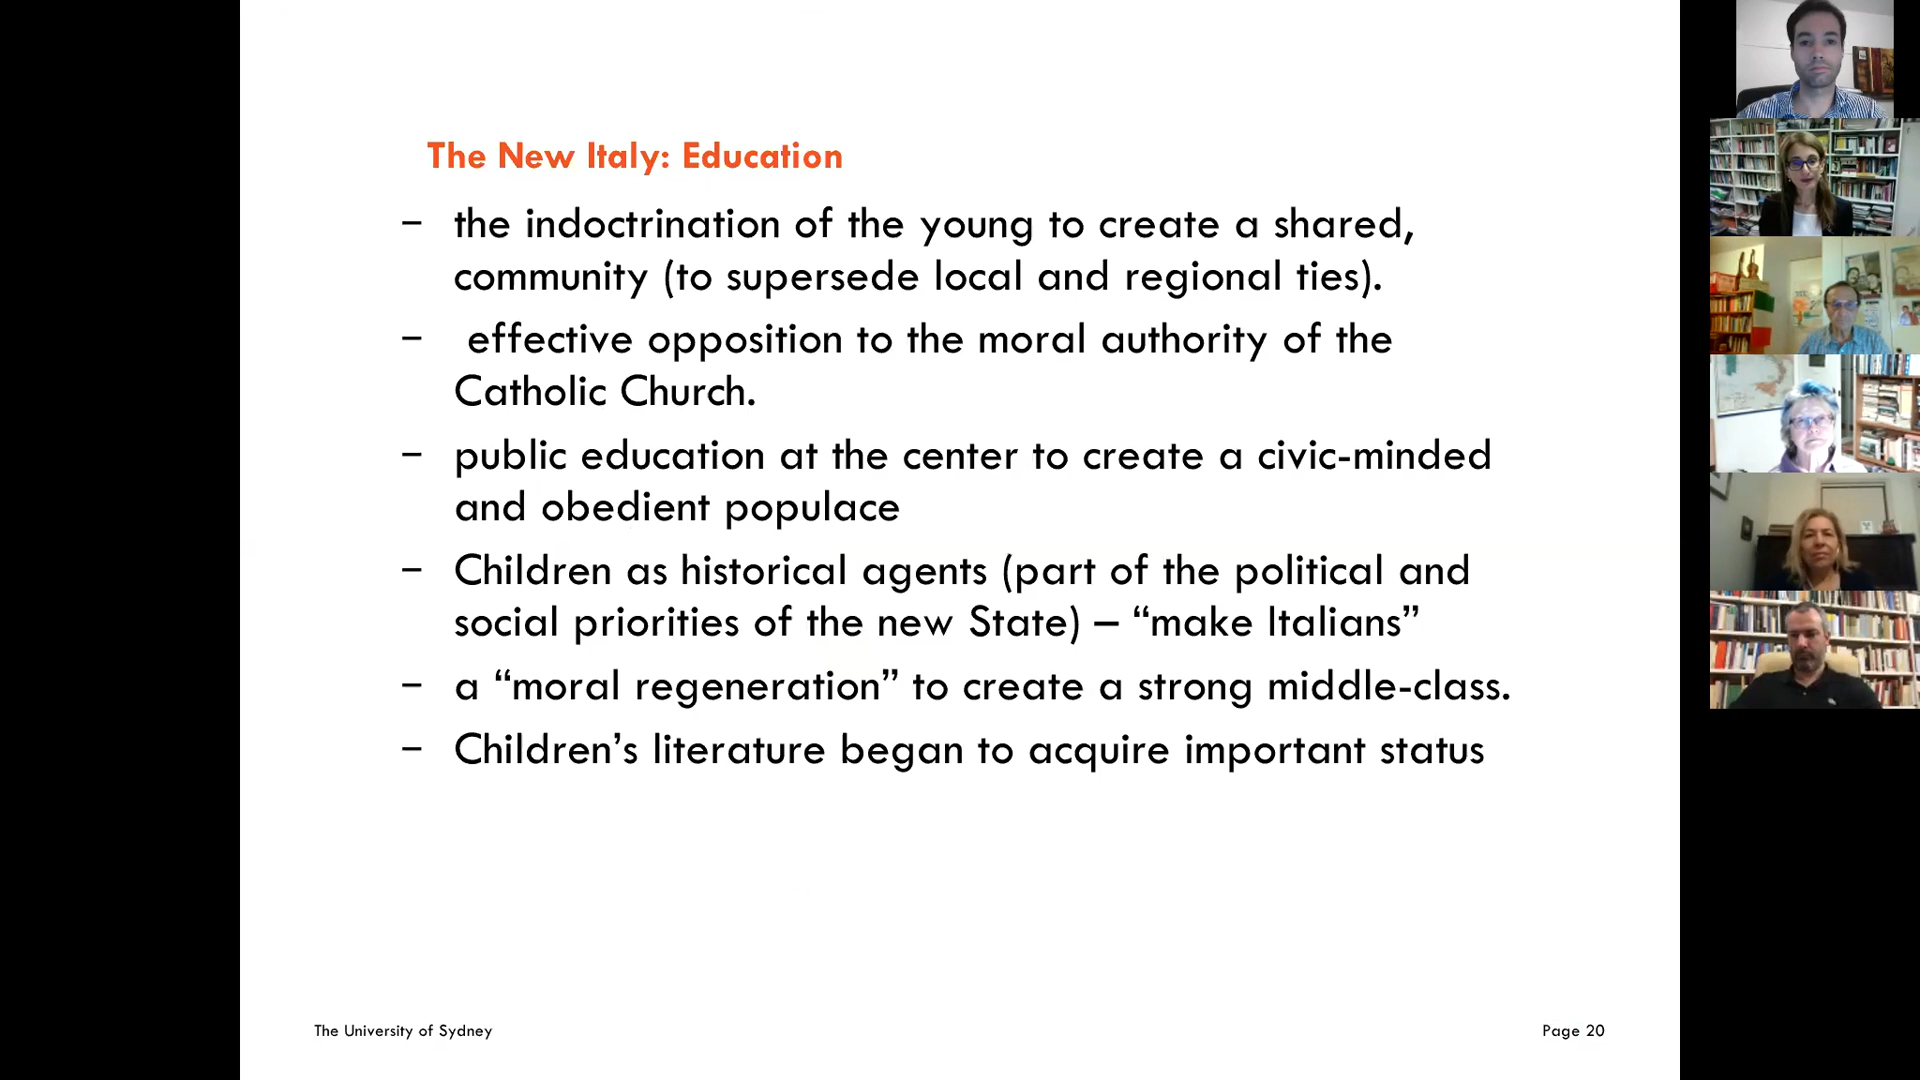 The New Italy: Education
– the indoctrination of the young to create a shared,
community (to supersede local and regional ties).
– effective opposition to the moral authority of the
Catholic Church.
– public education at the center to create a civic-minded
and obedient populace
– Children as historical agents (part of the political and
social priorities of the new State) – “make Italians”
– a “moral regeneration” to create a strong middle-class.
– Children’s literature began to acquire important status
The University of Sydney
Page 20